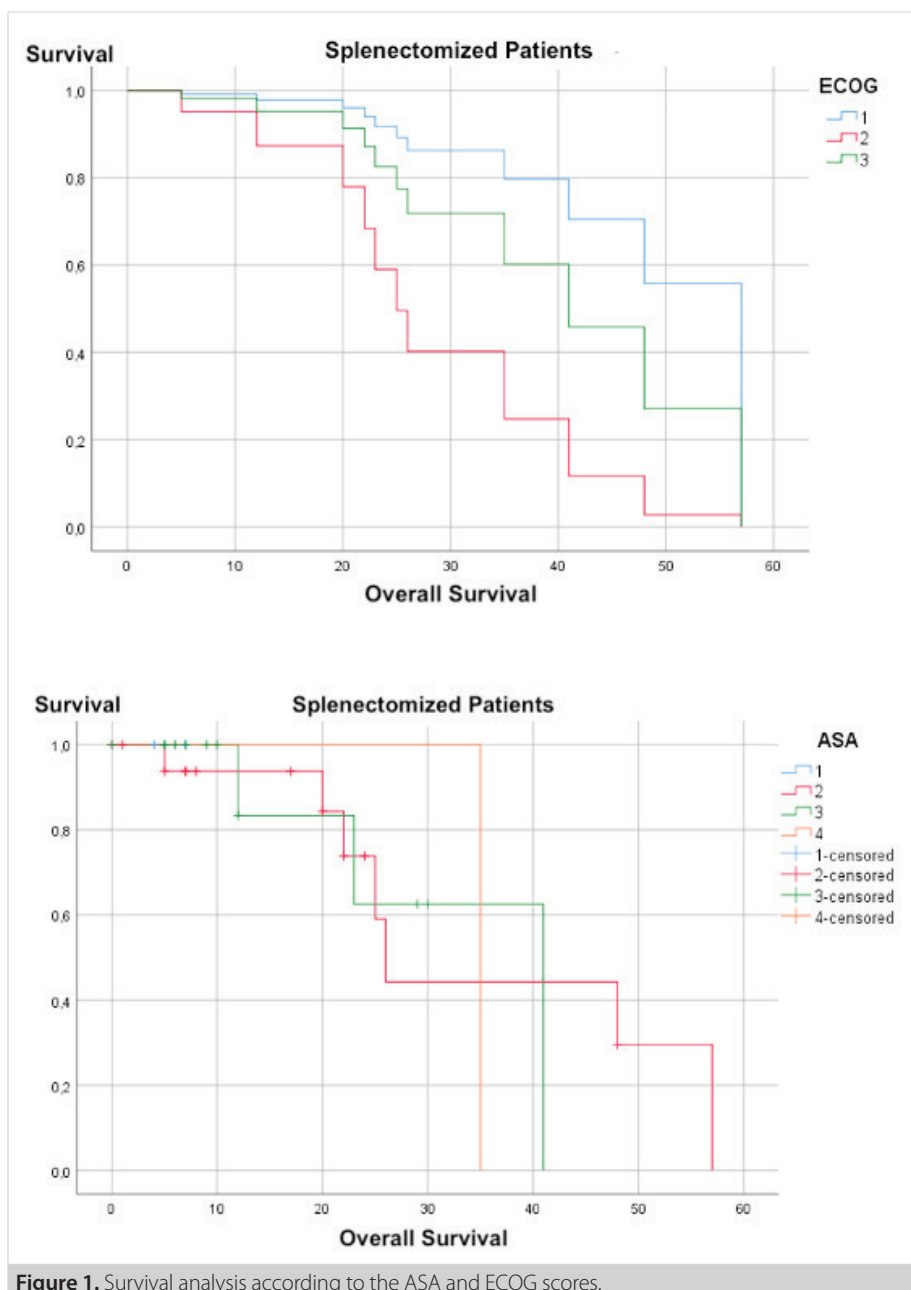 Survival
Splenectomized Patients
ECOG
1
2
3
1,0
0,8
0,6
0,4
0,2
0,0
0 10 20 30 40 50 60
Overall Survival
Survival
Splenectomized Patients
ASA
1
2
3
4
1-censored
2-censored
3-censored
4-censored
1,0
0,8
0,6
0,4
0,2
0,0
0 10 20 30 40 50 60
Overall Survival
Figure 1. Survival analysis according to the ASA and ECOG scores.